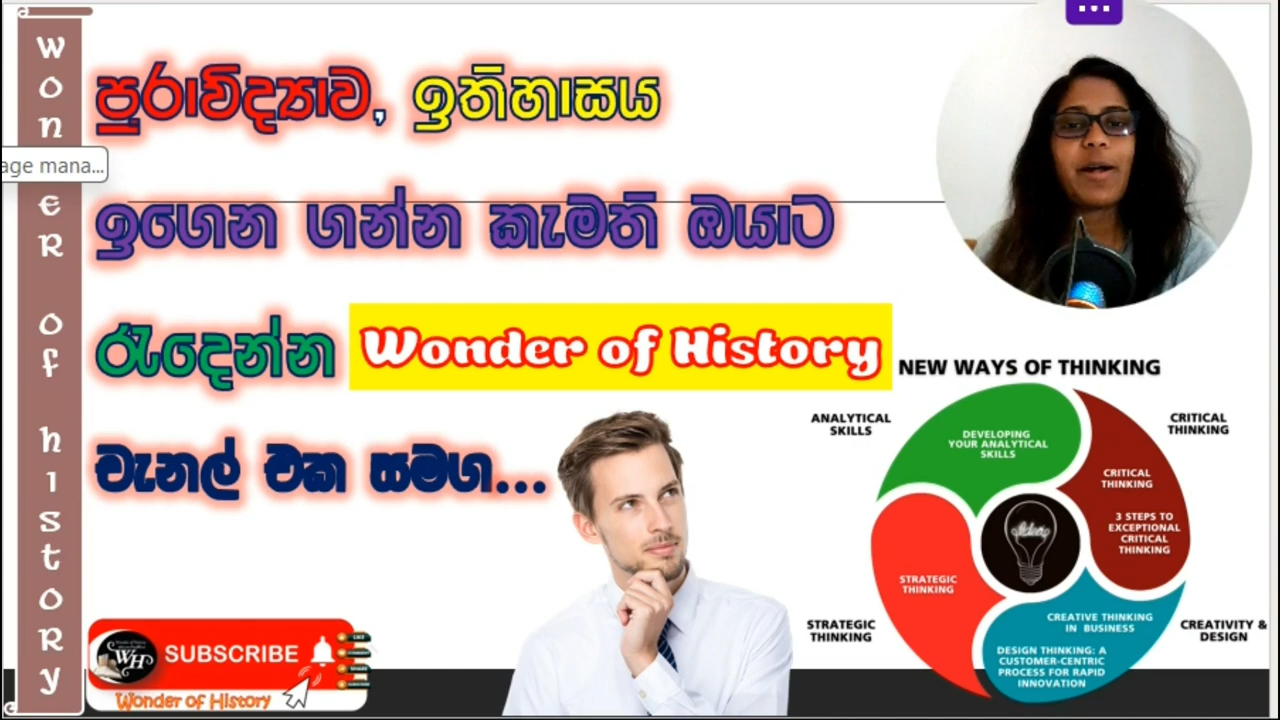 WONDER OF HISTORY
age mana...
පුරාවිද්‍යාව, ඉතිහාසය
ඉගෙන ගන්න කැමති ඔයාට
රැඳෙන්න Wonder of History
චැනල් එක සමග...
NEW WAYS OF THINKING
ANALYTICAL
SKILLS
CRITICAL
THINKING
DEVELOPING
YOUR ANALYTICAL
SKILLS
CRITICAL
THINKING
3 STEPS TO
EXCEPTIONAL
CRITICAL
THINKING
Idea
STRATEGIC
THINKING
CREATIVE THINKING
IN BUSINESS
DESIGN THINKING: A
CUSTOMER-CENTRIC
PROCESS FOR RAPID
INNOVATION
STRATEGIC
THINKING
CREATIVITY &
DESIGN
WH
SUBSCRIBE
Wonder of History